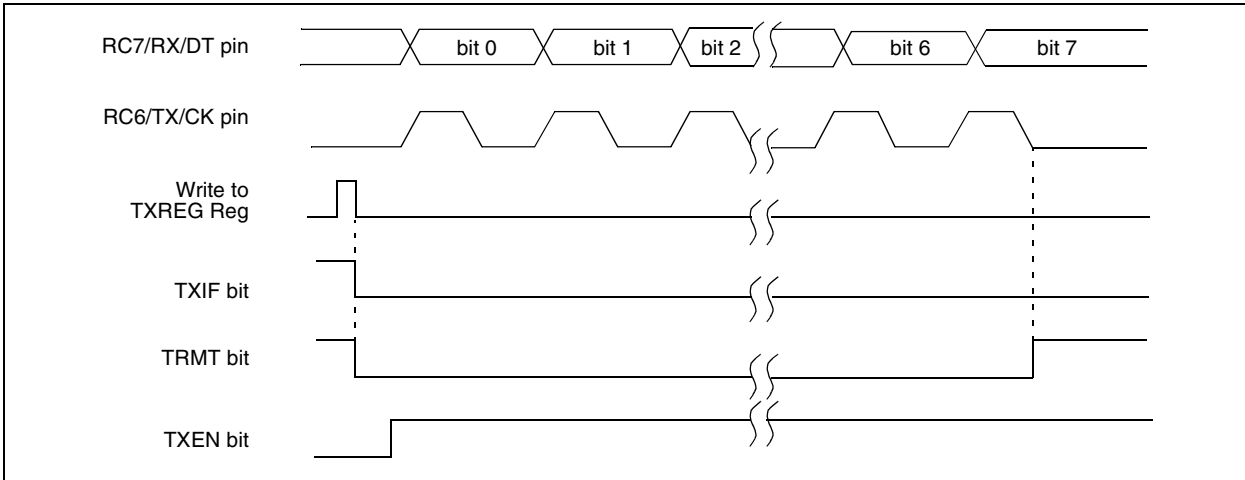 RC7/RX/DT pin
bit 0
bit 1
bit 2
bit 6
bit 7
RC6/TX/CK pin
Write to
TXREG Reg
TXIF bit
TRMT bit
TXEN bit